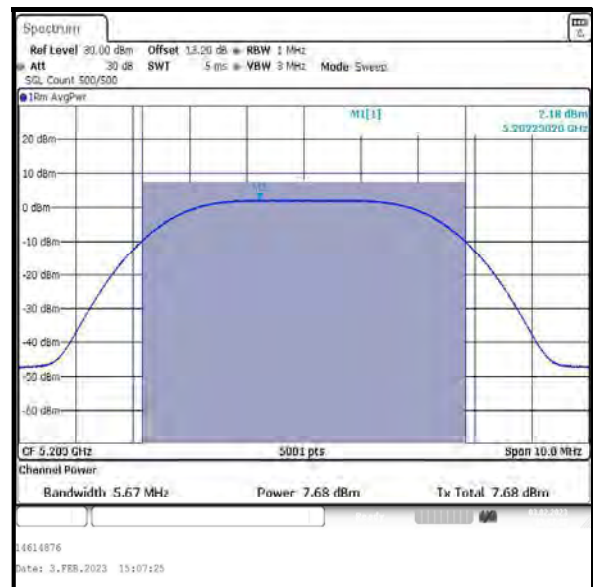 Spectrum
Ref Level 30.00 dBm Offset 13.20 dB RBW 1 MHz
Att 30 dB SWT 5 ms VBW 3 MHz Mode Sweep
SGL Count 500/500
1Rm AvgPwr
M1[1] 2.18 dBm
GHz
20 dBm
10 dBm
M1
0 dBm
-10 dBm
-20 dBm
-30 dBm
-40 dBm
-50 dBm
-60 dBm
CF 5.203 GHz 5001 pts Span 10.0 MHz
Channel Power
Bandwidth 5.67 MHz Power 7.68 dBm Tx Total 7.68 dBm
14614876
Date: 3.FEB.2023 15:07:25